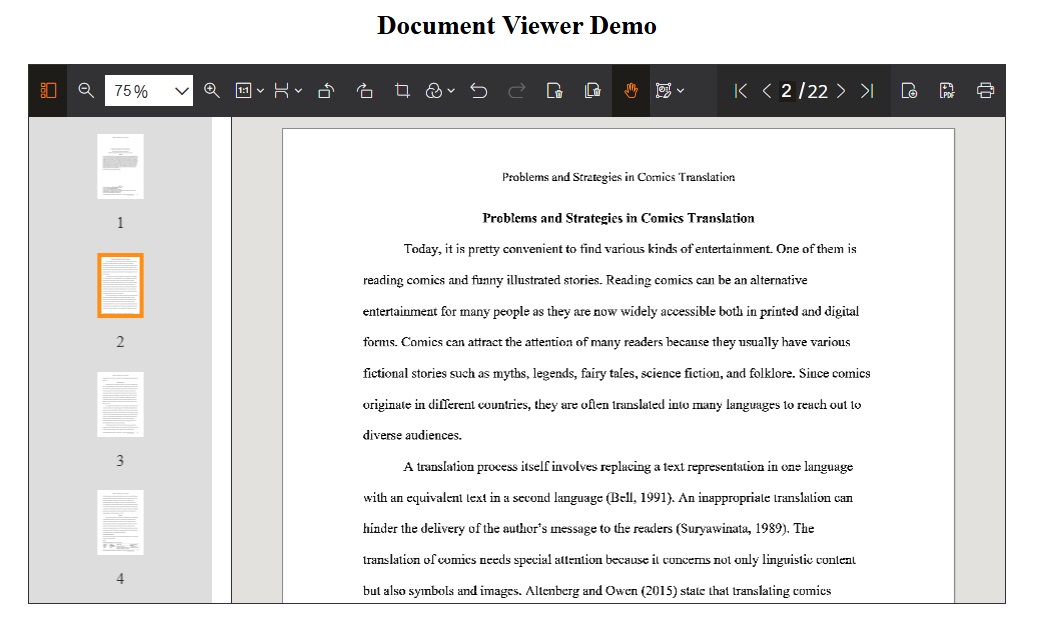 Document Viewer Demo
75%
1:1
2 /22
PDF
1
2
3
4
Problems and Strategies in Comics Translation
Problems and Strategies in Comics Translation
Today, it is pretty convenient to find various kinds of entertainment. One of them is
reading comics and funny illustrated stories. Reading comics can be an alternative
entertainment for many people as they are now widely accessible both in printed and digital
forms. Comics can attract the attention of many readers because they usually have various
fictional stories such as myths, legends, fairy tales, science fiction, and folklore. Since comics
originate in different countries, they are often translated into many languages to reach out to
diverse audiences.
A translation process itself involves replacing a text representation in one language
with an equivalent text in a second language (Bell, 1991). An inappropriate translation can
hinder the delivery of the author's message to the readers (Suryawinata, 1989). The
translation of comics needs special attention because it concerns not only linguistic content
but also symbols and images. Altenberg and Owen (2015) state that translating comics